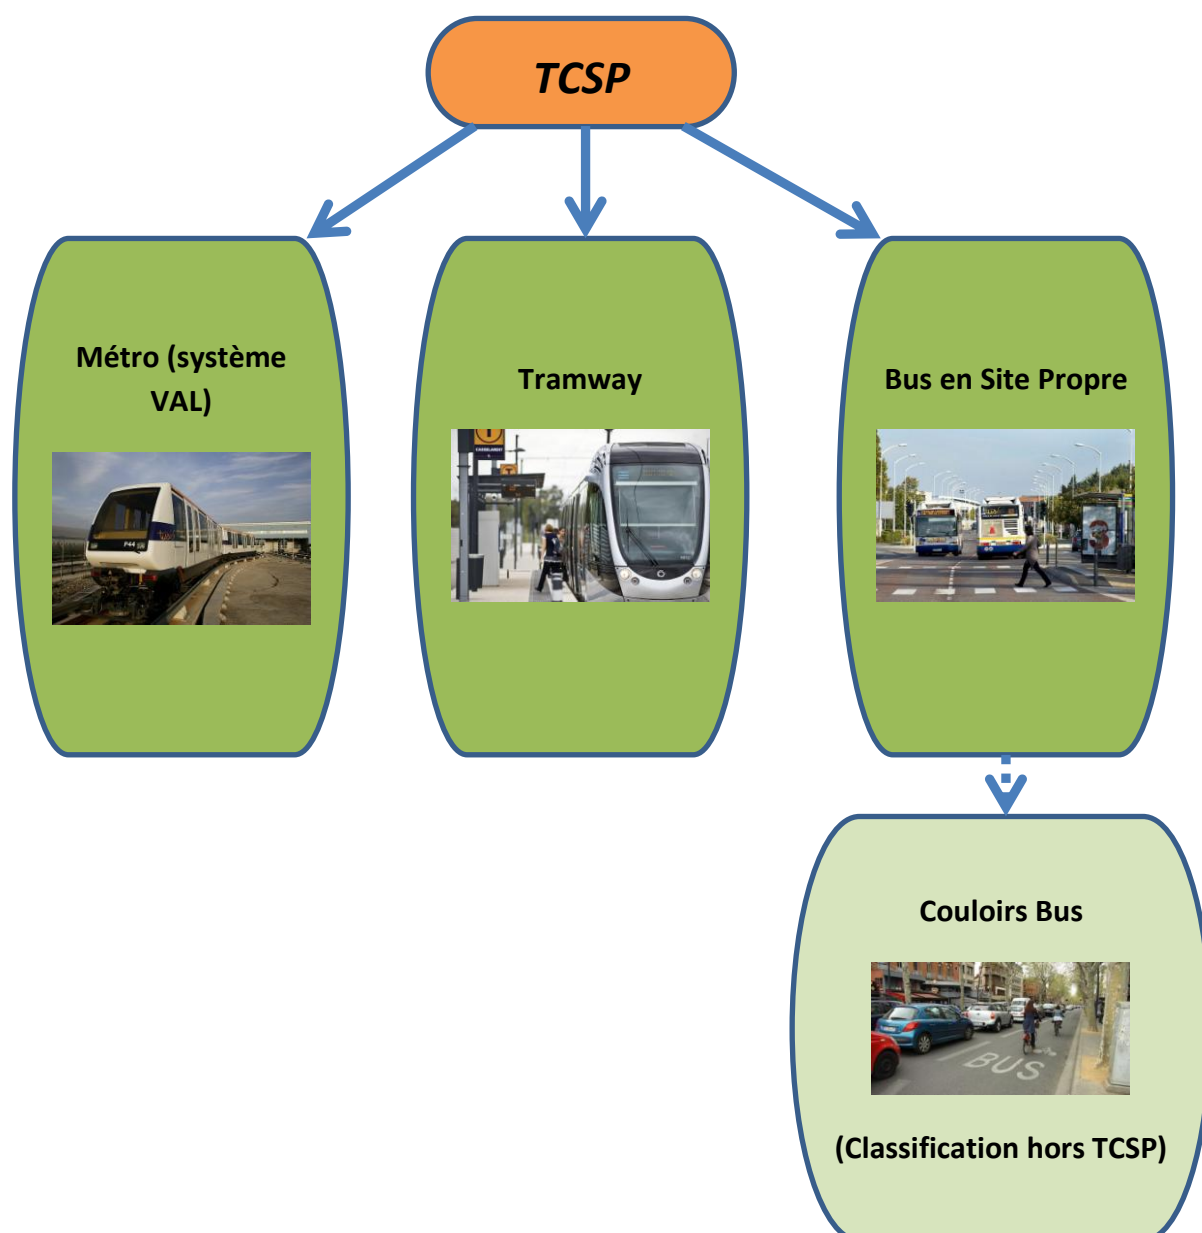 TCSP
Métro (système
VAL)
Tramway
Bus en Site Propre
Couloirs Bus
BUS
(Classification hors TCSP)